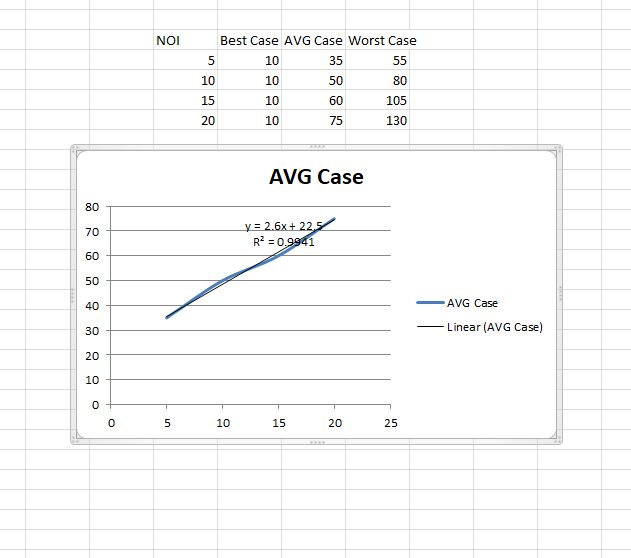 NOI Best Case AVG Case Worst Case
5 10 35 55
10 10 50 80
15 10 60 105
20 10 75 130
AVG Case
80
70
60
50
40
30
20
10
0
y = 2.6x + 22.5
R² = 0.9941
0 5 10 15 20 25
AVG Case
Linear (AVG Case)